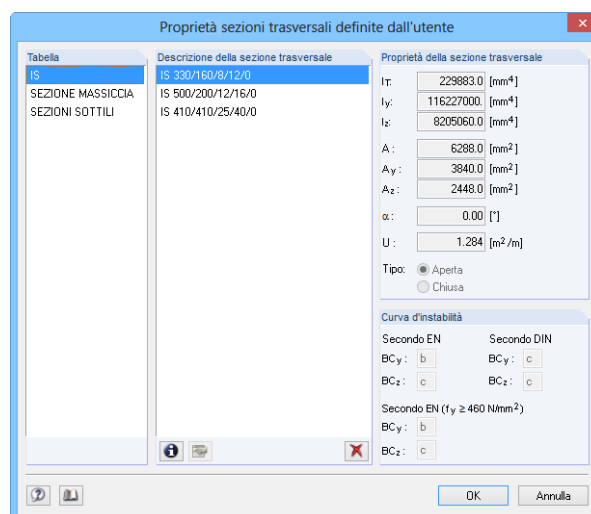 Proprietà sezioni trasversali definite dall'utente
Tabella
IS
SEZIONE MASSICCIA
SEZIONI SOTTILI
Descrizione della sezione trasversale
IS 330/160/8/12/0
IS 500/200/12/16/0
IS 410/410/25/40/0
Proprietà della sezione trasversale
IT: 229883.0 [mm4]
Iy: 116227000. [mm4]
Iz: 8205060.0 [mm4]
A : 6288.0 [mm2]
Ay : 3840.0 [mm2]
Az : 2448.0 [mm2]
α : 0.00 [°]
U : 1.284 [m2/m]
Tipo: Aperta
Chiusa
Curva d'instabilità
Secondo EN Secondo DIN
BCy : b BCy : c
BCz : c BCz : c
Secondo EN (fy ≥ 460 N/mm2)
BCy : b
BCz : c
OK Annulla